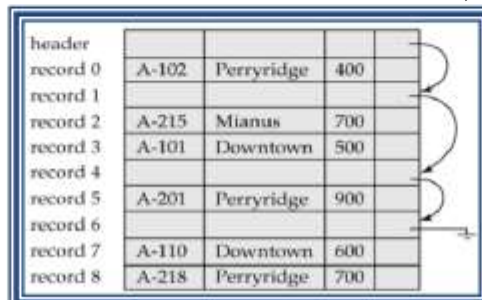 header
record 0 A-102 Perryridge 400
record 1
record 2 A-215 Mianus 700
record 3 A-101 Downtown 500
record 4
record 5 A-201 Perryridge 900
record 6
record 7 A-110 Downtown 600
record 8 A-218 Perryridge 700